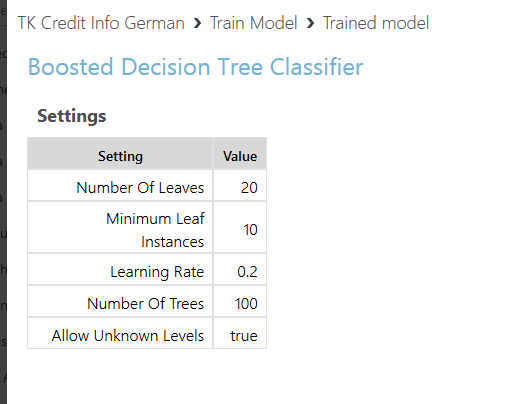 TK Credit Info German › Train Model › Trained model
Boosted Decision Tree Classifier
Settings
Setting Value
Number Of Leaves 20
Minimum Leaf
Instances 10
Learning Rate 0.2
Number Of Trees 100
Allow Unknown Levels true